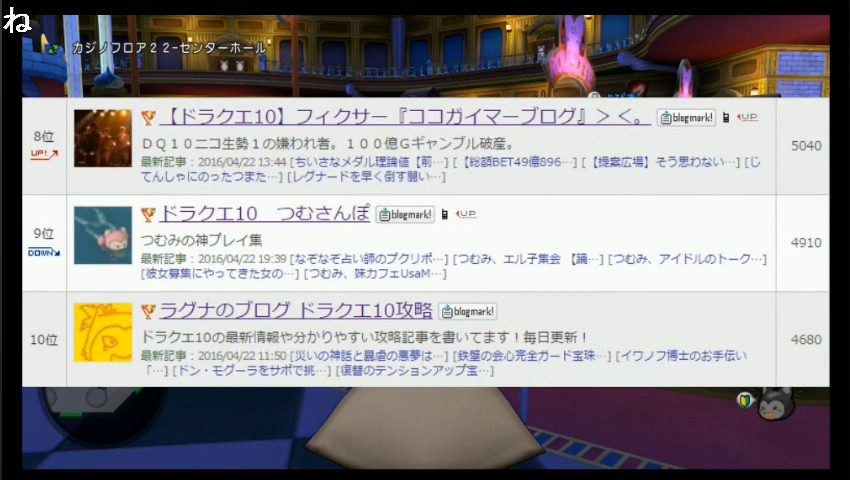 ね
カジノフロア２２-センターホール
8位
UP!
【ドラクエ10】フィクサー『ココガイマーブログ』＞＜。
blogmark!
UP
ＤＱ１０ニコ生勢１の嫌われ者。１００億Ｇギャンブル破産。
最新記事：2016/04/22 13:44 [ちいさなメダル理論値【前…] [【総額BET49億896…] [【提案広場】そう思わない…] [じ
てんしゃにのったつまた…] [レグナードを早く倒す闘い…]
5040
9位
DOWN
ドラクエ10　つむさんぽ
blogmark!
UP
つむみの神プレイ集
最新記事：2016/04/22 19:39 [なぞなぞ占い師のプクリポ…] [つむみ、エル子集会 【踊…] [つむみ、アイドルのトーク…]
[彼女募集にやってきた女の…] [つむみ、妹カフェUsaM…]
4910
10位
ラグナのブログ ドラクエ10攻略
blogmark!
ドラクエ10の最新情報や分かりやすい攻略記事を書いてます！毎日更新！
最新記事：2016/04/22 11:50 [災いの神話と暴虐の悪夢は…] [鉄壁の会心完全ガード宝珠…] [イワノフ博士のお手伝い
「…] [ドン・モグーラをサポで挑…] [復讐のテンションアップ宝…]
4680